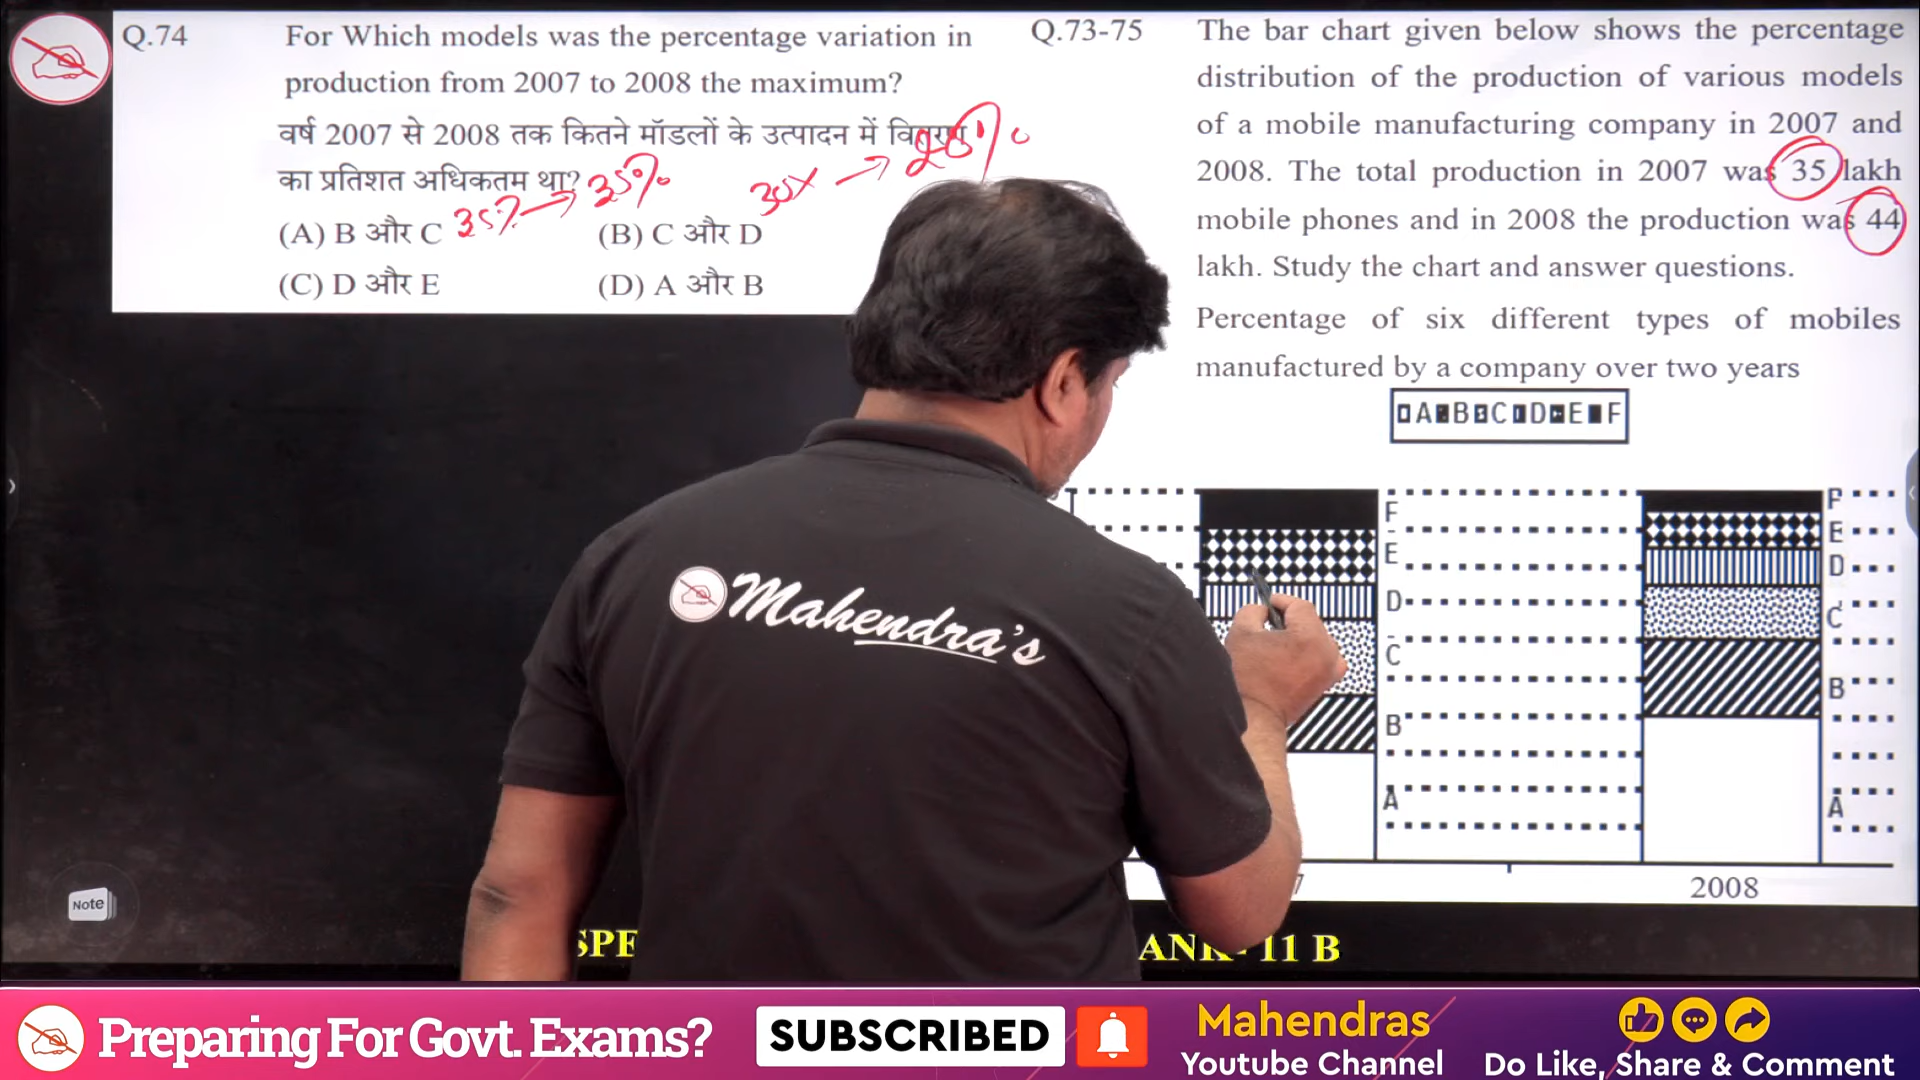 Q.74
For Which models was the percentage variation in
production from 2007 to 2008 the maximum?
वर्ष 2007 से 2008 तक कितने मॉडलों के उत्पादन में
का प्रतिशत अधिकतम था?
35% → 35%
(A) B और C
(B) C और D
(C) D और E
(D) A और B
Q.73-75
The bar chart given below shows the percentage
distribution of the production of various models
of a mobile manufacturing company in 2007 and
2008. The total production in 2007 was 35 lakh
mobile phones and in 2008 the production was 44
lakh. Study the chart and answer questions.
Percentage of six different types of mobiles
manufactured by a company over two years
A B C D E F
F
E
D
C
B
A
F
E
D
C
B
A
7
2008
Note
Mahendra's
11 B
Preparing For Govt. Exams?
SUBSCRIBED
Mahendras
Youtube Channel
Do Like, Share & Comment